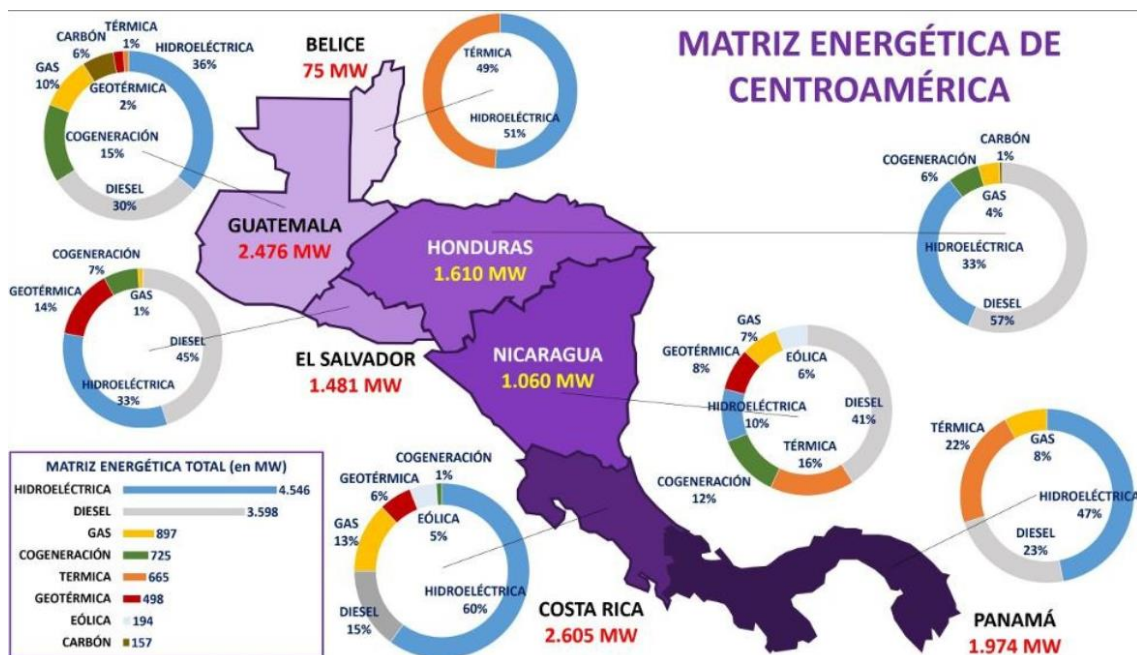 MATRIZ ENERGÉTICA DE
CENTROAMÉRICA
TÉRMICA
1%
CARBÓN
6%
HIDROELÉCTRICA
36%
GAS
10%
GEOTÉRMICA
2%
COGENERACIÓN
15%
DIESEL
30%
BELICE
75 MW
TÉRMICA
49%
HIDROELÉCTRICA
51%
CARBÓN
1%
COGENERACIÓN
6%
GAS
4%
HIDROELÉCTRICA
33%
DIESEL
57%
GUATEMALA
2.476 MW
HONDURAS
1.610 MW
COGENERACIÓN
7%
GEOTÉRMICA
14%
GAS
1%
DIESEL
45%
HIDROELÉCTRICA
33%
EL SALVADOR
1.481 MW
NICARAGUA
1.060 MW
GAS
7%
EÓLICA
6%
GEOTÉRMICA
8%
HIDROELÉCTRICA
10%
DIESEL
41%
TÉRMICA
16%
COGENERACIÓN
12%
TÉRMICA
22%
GAS
8%
HIDROELÉCTRICA
47%
DIESEL
23%
MATRIZ ENERGÉTICA TOTAL (en MW)
HIDROELÉCTRICA 4.546
DIESEL 3.598
GAS 897
COGENERACIÓN 725
TERMICA 665
GEOTÉRMICA 498
EÓLICA 194
CARBÓN 157
COGENERACIÓN
1%
GEOTÉRMICA
6%
EÓLICA
5%
GAS
13%
HIDROELÉCTRICA
60%
DIESEL
15%
COSTA RICA
2.605 MW
PANAMÁ
1.974 MW